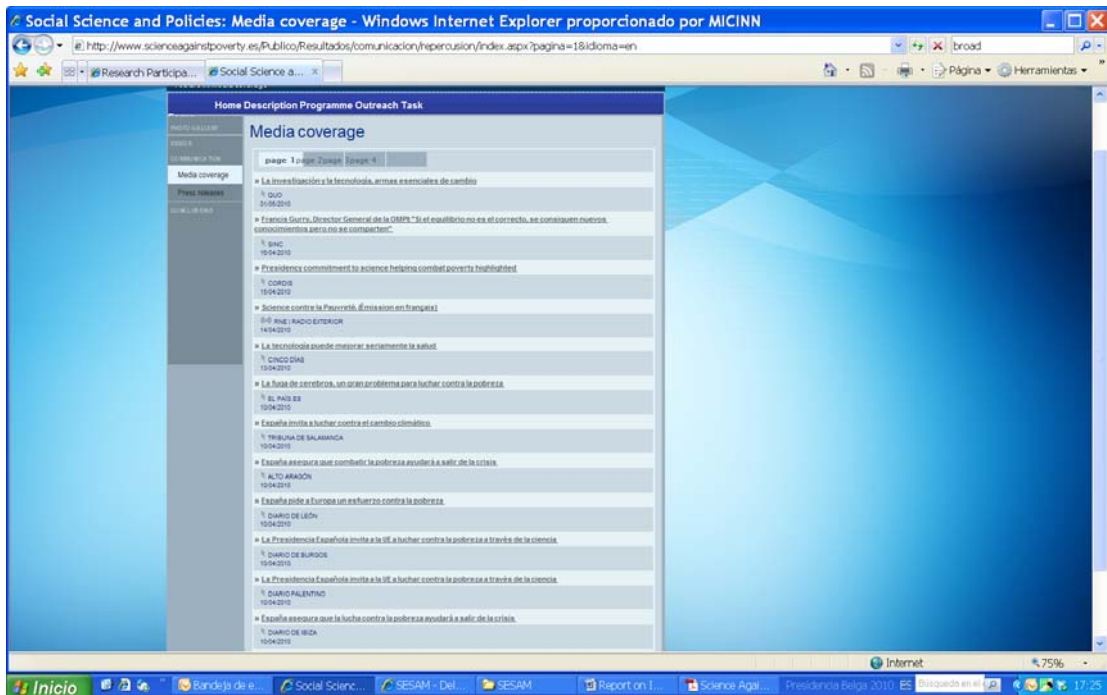 Social Science and Policies: Media coverage - Windows Internet Explorer proporcionado por MICINN
http://www.scienceagainstpoverty.es/Publico/Resultados/comunicacion/repercusion/index.aspx?pagina=1&idioma=en
broad
Research Participa...
Social Science a...
Página
Herramientas
Home Description Programme Outreach Task
PHOTO GALLERY
VIDEOS
COMMUNICATION
Media coverage
Press releases
CONCLUSIONS
Media coverage
page 1 page 2 page 3 page 4
» La investigación y la tecnología, armas esenciales de cambio
QUO
01/05/2010
» Francis Gurry, Director General de la OMPI: "Si el equilibrio no es el correcto, se consiguen nuevos
conocimientos pero no se comparten"
SINC
16/04/2010
» Presidency commitment to science helping combat poverty highlighted
CORDIS
15/04/2010
» Science contre la Pauvreté. (Émission en français)
RNE | RADIO EXTERIOR
14/04/2010
» La tecnología puede mejorar seriamente la salud
CINCO DÍAS
13/04/2010
» La fuga de cerebros, un gran problema para luchar contra la pobreza
EL PAÍS.ES
10/04/2010
» España invita a luchar contra el cambio climático
TRIBUNA DE SALAMANCA
10/04/2010
» España asegura que combatir la pobreza ayudará a salir de la crisis
ALTO ARAGÓN
10/04/2010
» España pide a Europa un esfuerzo contra la pobreza
DIARIO DE LEÓN
10/04/2010
» La Presidencia Española invita a la UE a luchar contra la pobreza a través de la ciencia
DIARIO DE BURGOS
10/04/2010
» La Presidencia Española invita a la UE a luchar contra la pobreza a través de la ciencia
DIARIO PALENTINO
10/04/2010
» España asegura que la lucha contra la pobreza ayudará a salir de la crisis
DIARIO DE IBIZA
10/04/2010
Internet
75%
Inicio
Bandeja de e...
Social Scienc...
SESAM - Del...
SESAM
Report on I...
Science Agai...
Presidencia Belga 2010
ES
Búsqueda en el
17:25